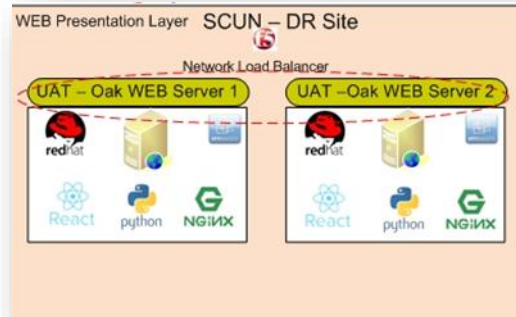 WEB Presentation Layer SCUN – DR Site
f5
Network Load Balancer
UAT – Oak WEB Server 1
UAT –Oak WEB Server 2
redhat
React
python
NGiNX
redhat
React
python
NGiNX